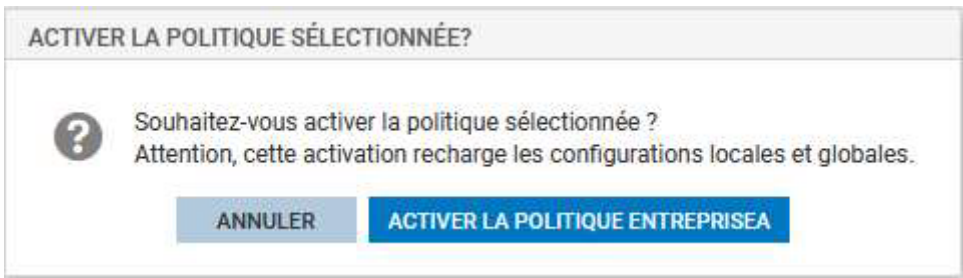 ACTIVER LA POLITIQUE SÉLECTIONNÉE?
Souhaitez-vous activer la politique sélectionnée ?
Attention, cette activation recharge les configurations locales et globales.
ANNULER
ACTIVER LA POLITIQUE ENTREPRISEA